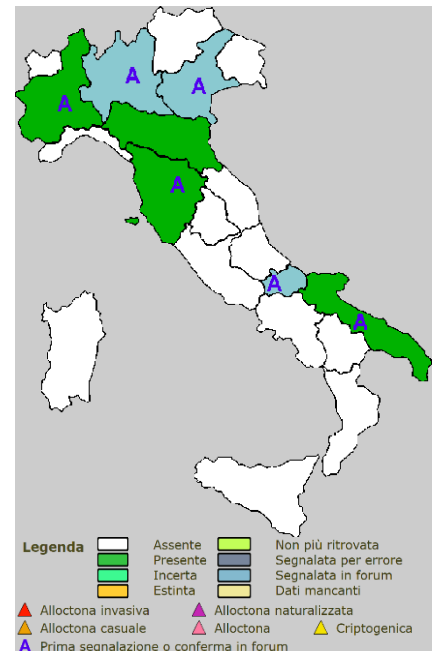 A
A
A
A
A
A
Legenda
Assente Non più ritrovata
Presente Segnalata per errore
Incerta Segnalata in forum
Estinta Dati mancanti
Alloctona invasiva Alloctona naturalizzata
Alloctona casuale Alloctona Criptogenica
A Prima segnalazione o conferma in forum